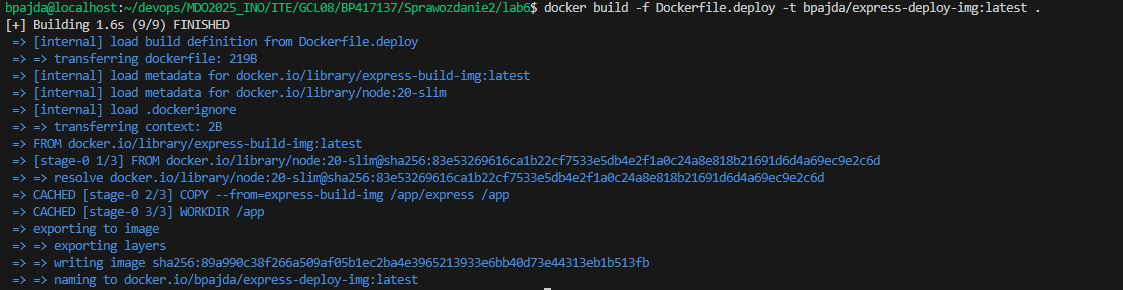 bpajda@localhost:~/devops/MDO2025_INO/ITE/GCL08/BP417137/Sprawozdanie2/lab6$ docker build -f Dockerfile.deploy -t bpajda/express-deploy-img:latest .
[+] Building 1.6s (9/9) FINISHED
=> [internal] load build definition from Dockerfile.deploy
=> => transferring dockerfile: 219B
=> [internal] load metadata for docker.io/library/express-build-img:latest
=> [internal] load metadata for docker.io/library/node:20-slim
=> [internal] load .dockerignore
=> => transferring context: 2B
=> FROM docker.io/library/express-build-img:latest
=> [stage-0 1/3] FROM docker.io/library/node:20-slim@sha256:83e53269616ca1b22cf7533e5db4e2f1a0c24a8e818b21691d6d4a69ec9e2c6d
=> => resolve docker.io/library/node:20-slim@sha256:83e53269616ca1b22cf7533e5db4e2f1a0c24a8e818b21691d6d4a69ec9e2c6d
=> CACHED [stage-0 2/3] COPY --from=express-build-img /app/express /app
=> CACHED [stage-0 3/3] WORKDIR /app
=> exporting to image
=> => exporting layers
=> => writing image sha256:89a990c38f266a509af05b1ec2ba4e3965213933e6bb40d73e44313eb1b513fb
=> => naming to docker.io/bpajda/express-deploy-img:latest